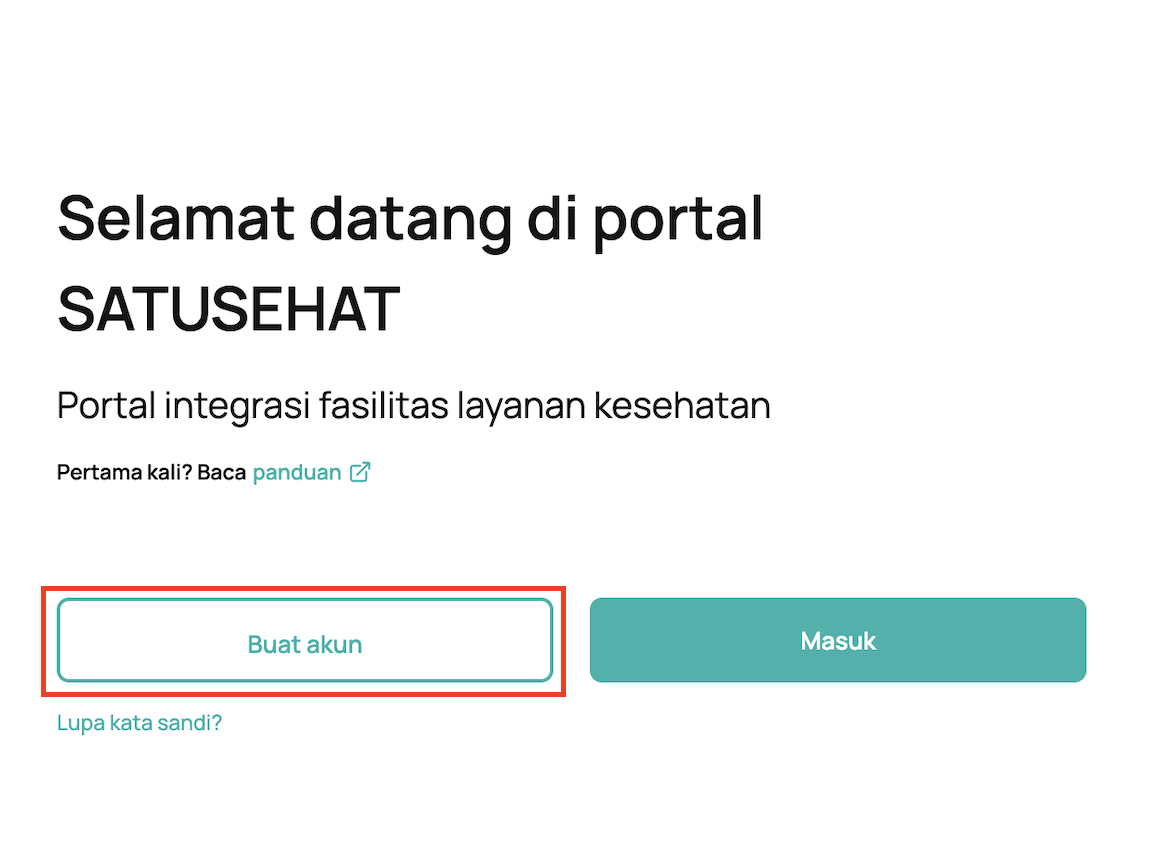 Selamat datang di portal
SATUSEHAT
Portal integrasi fasilitas layanan kesehatan
Pertama kali? Baca panduan
Buat akun
Masuk
Lupa kata sandi?